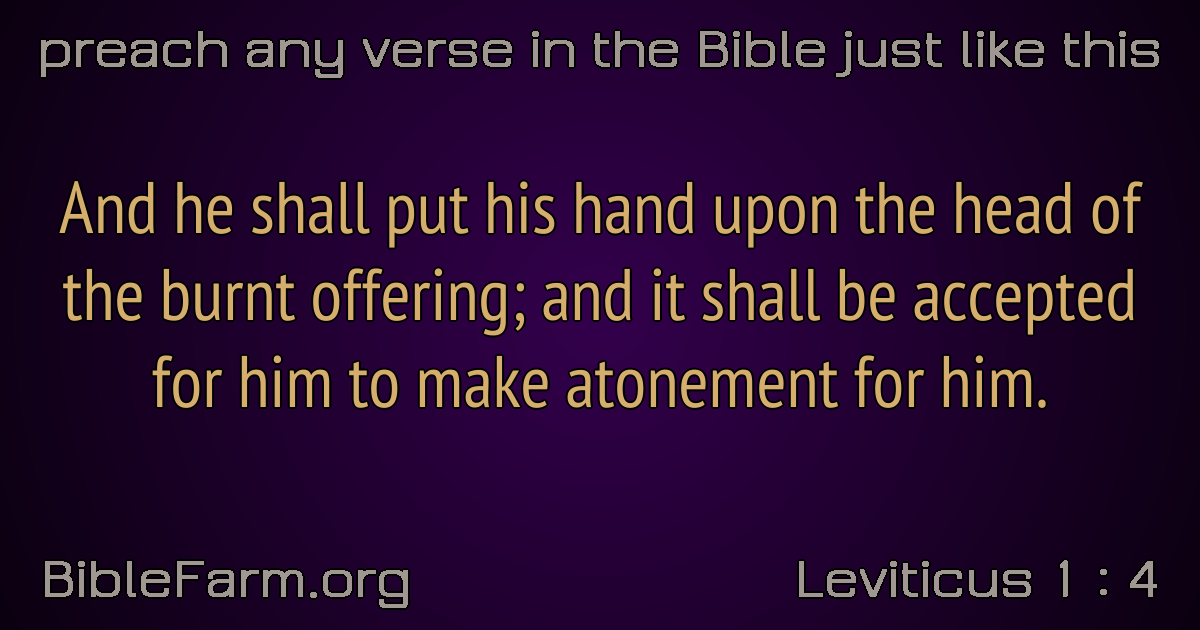 preach any verse in the Bible just like this
And he shall put his hand upon the head of
the burnt offering; and it shall be accepted
for him to make atonement for him.
BibleFarm.org
Leviticus 1 : 4